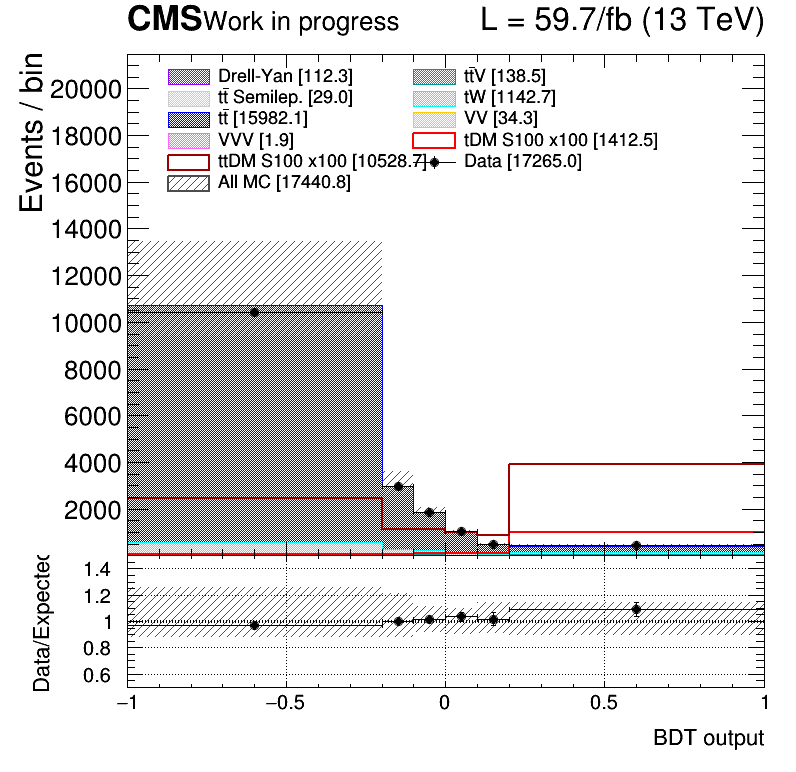 CMS Work in progress L = 59.7/fb (13 TeV)
Events / bin
20000
18000
16000
14000
12000
10000
8000
6000
4000
2000
Drell-Yan [112.3]
tt̄V [138.5]
tt̄ Semilep. [29.0]
tW [1142.7]
tt̄ [15982.1]
VV [34.3]
VVV [1.9]
tDM S100 x100 [1412.5]
ttDM S100 x100 [10528.7]
Data [17265.0]
All MC [17440.8]
Data/Expected
1.4
1.2
1
0.8
0.6
−1 −0.5 0 0.5 1
BDT output